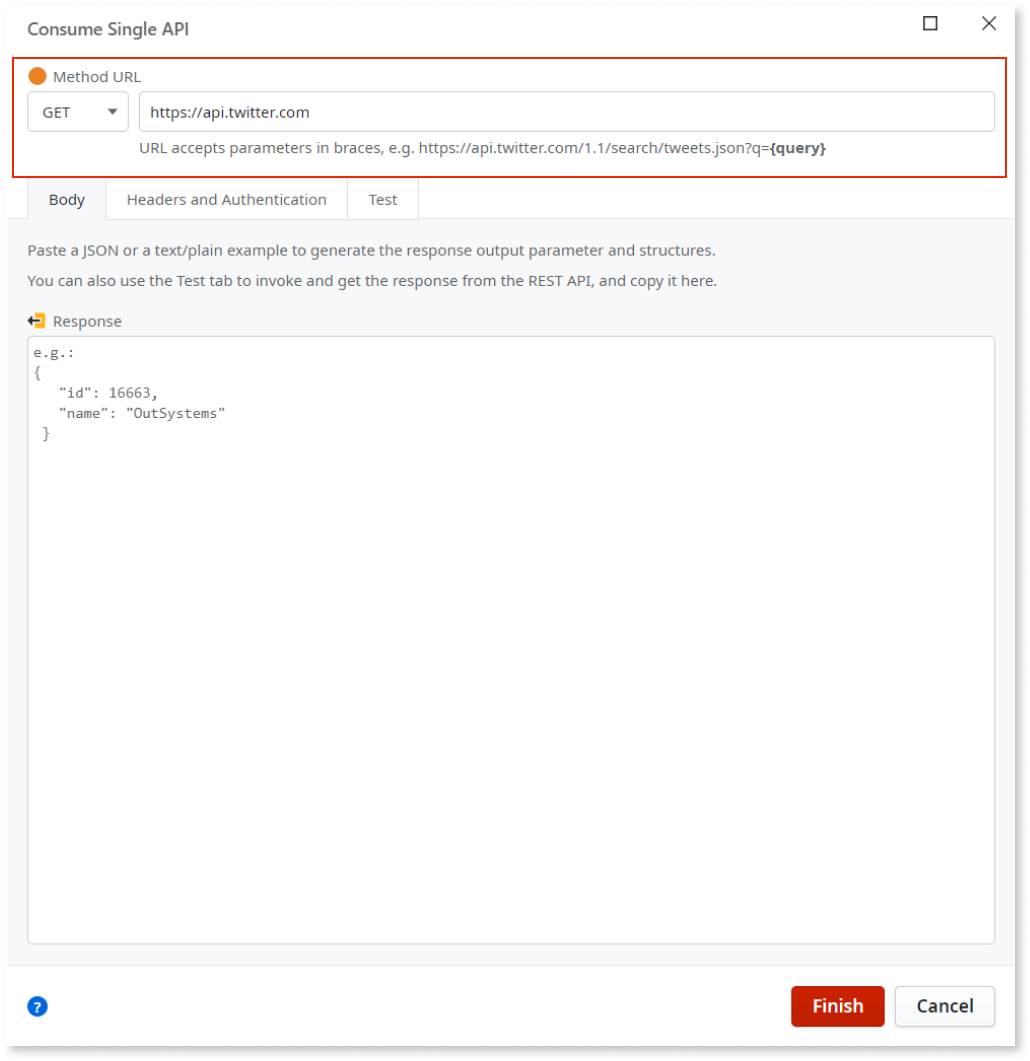 Consume Single API
Method URL
GET
https://api.twitter.com
URL accepts parameters in braces, e.g. https://api.twitter.com/1.1/search/tweets.json?q={query}
Body
Headers and Authentication
Test
Paste a JSON or a text/plain example to generate the response output parameter and structures.
You can also use the Test tab to invoke and get the response from the REST API, and copy it here.
Response
e.g.:
{
   "id": 16663,
   "name": "OutSystems"
 }
?
Finish
Cancel